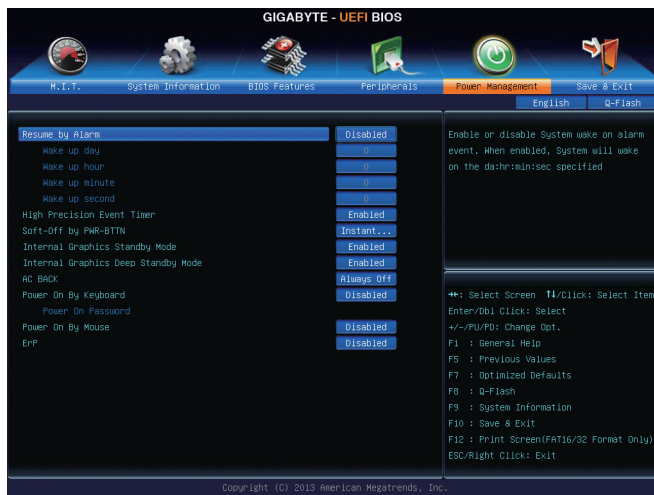 GIGABYTE - UEFI BIOS
M.I.T. System Information BIOS Features Peripherals Power Management Save & Exit
English Q-Flash
Resume by Alarm Disabled
Wake up day 0
Wake up hour 0
Wake up minute 0
Wake up second 0
High Precision Event Timer Enabled
Soft-Off by PWR-BTTN Instant...
Internal Graphics Standby Mode Enabled
Internal Graphics Deep Standby Mode Enabled
AC BACK Always Off
Power On By Keyboard Disabled
Power On Password
Power On By Mouse Disabled
ErP Disabled
Enable or disable System wake on alarm
event. When enabled, System will wake
on the da:hr:min:sec specified
→←: Select Screen ↑↓/Click: Select Item
Enter/Dbl Click: Select
+/-/PU/PD: Change Opt.
F1 : General Help
F5 : Previous Values
F7 : Optimized Defaults
F8 : Q-Flash
F9 : System Information
F10 : Save & Exit
F12 : Print Screen(FAT16/32 Format Only)
ESC/Right Click: Exit
Copyright (C) 2013 American Megatrends, Inc.